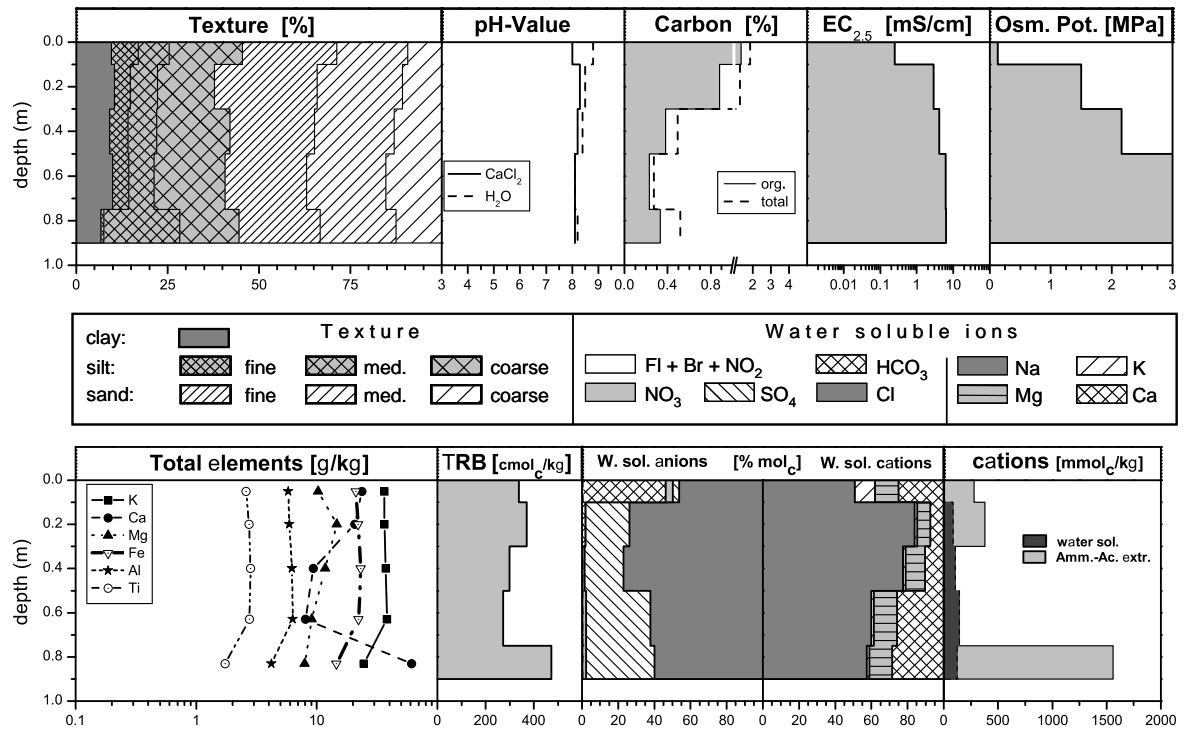 Texture [%]
pH-Value
Carbon [%]
EC2.5 [mS/cm]
Osm. Pot. [MPa]
depth (m)
0.0
0.2
0.4
0.6
0.8
1.0
CaCl2
H2O
org.
total
0 25 50 75
3 4 5 6 7 8 9
0.0 0.4 0.8 // 2 3 4
0.01 0.1 1 10
0 1 2 3
Texture
clay:
silt: fine med. coarse
sand: fine med. coarse
Water soluble ions
Fl + Br + NO2 HCO3 Na K
NO3 SO4 Cl Mg Ca
Total elements [g/kg]
TRB [cmolc/kg]
W. sol. anions [% molc] W. sol. cations
cations [mmolc/kg]
depth (m)
0.0
0.2
0.4
0.6
0.8
1.0
K
Ca
Mg
Fe
Al
Ti
water sol.
Amm.-Ac. extr.
0.1 1 10
0 200 400
0 20 40 60 80
0 20 40 60 80
0 500 1000 1500 2000